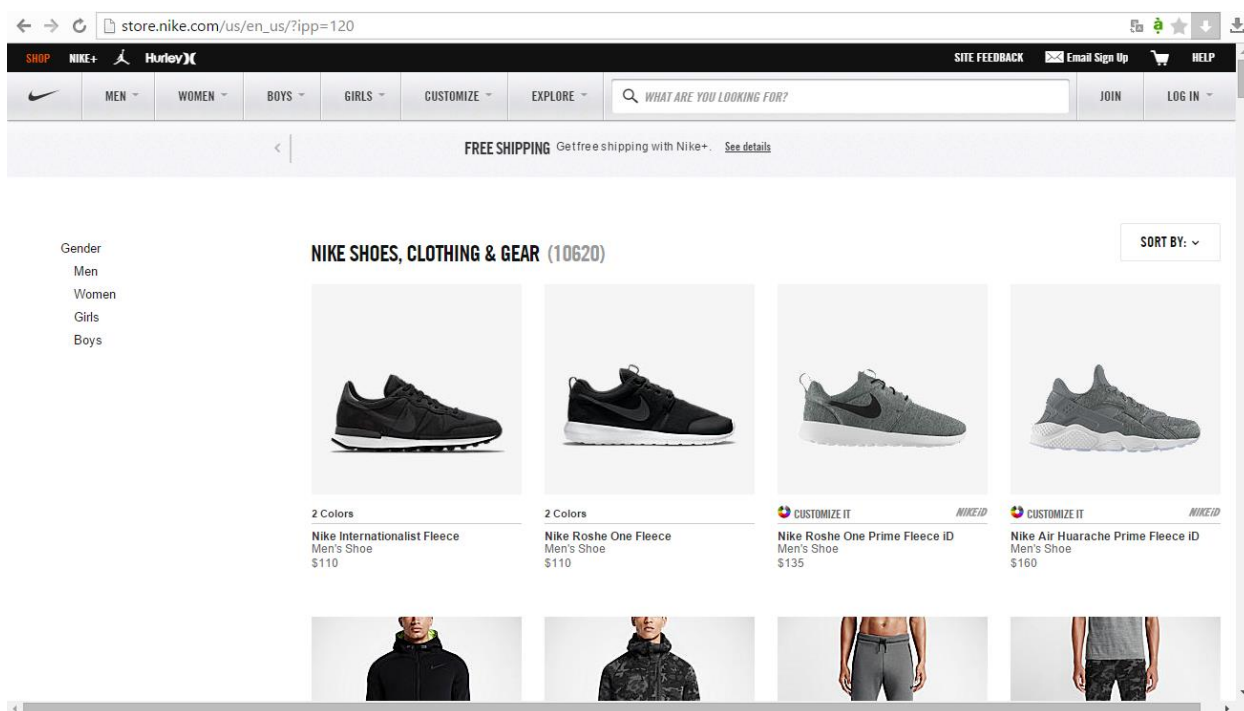 store.nike.com/us/en_us/?ipp=120
SHOP NIKE+ Hurley SITE FEEDBACK Email Sign Up HELP
MEN WOMEN BOYS GIRLS CUSTOMIZE EXPLORE WHAT ARE YOU LOOKING FOR? JOIN LOG IN
FREE SHIPPING Get free shipping with Nike+. See details
Gender
Men
Women
Girls
Boys
NIKE SHOES, CLOTHING & GEAR (10620)
SORT BY:
2 Colors
Nike Internationalist Fleece
Men's Shoe
$110
2 Colors
Nike Roshe One Fleece
Men's Shoe
$110
CUSTOMIZE IT NIKEiD
Nike Roshe One Prime Fleece iD
Men's Shoe
$135
CUSTOMIZE IT NIKEiD
Nike Air Huarache Prime Fleece iD
Men's Shoe
$160